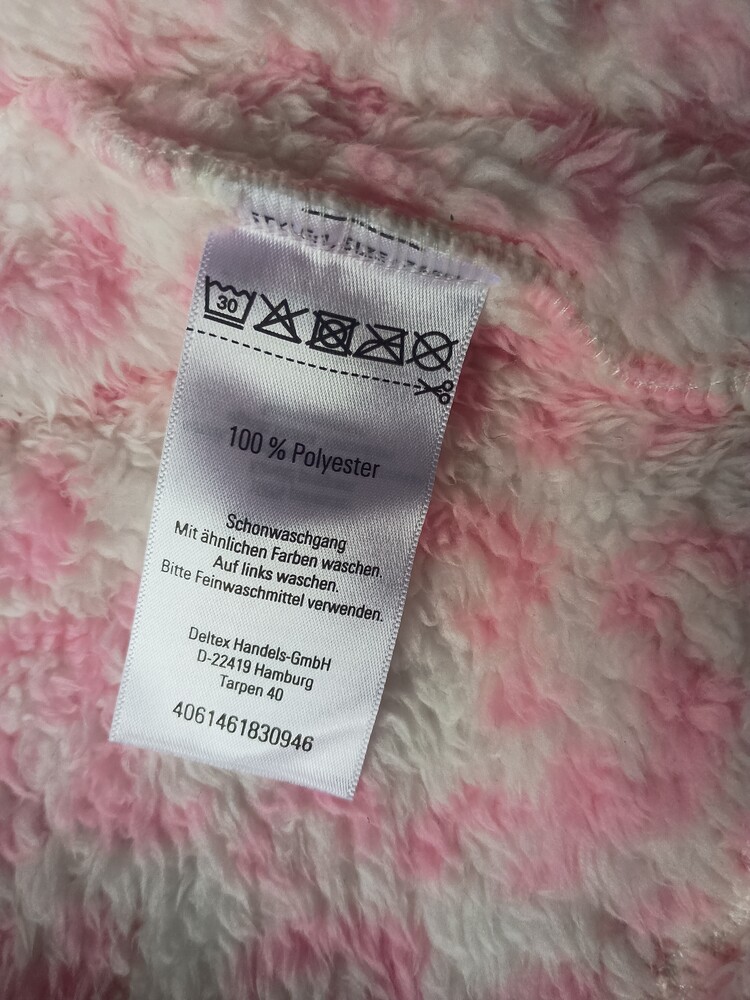 30
100 % Polyester
Schonwaschgang
Mit ähnlichen Farben waschen.
Auf links waschen.
Bitte Feinwaschmittel verwenden.
Deltex Handels-GmbH
D-22419 Hamburg
Tarpen 40
4061461830946